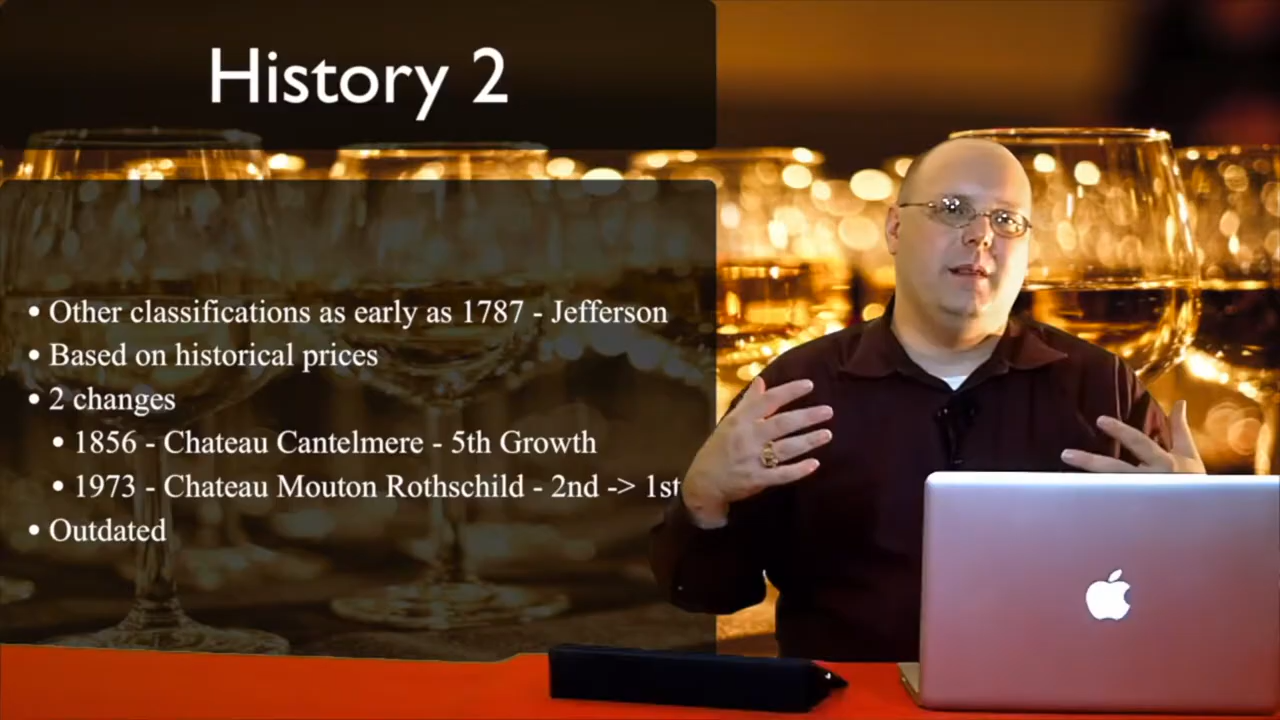 History 2
• Other classifications as early as 1787 - Jefferson
• Based on historical prices
• 2 changes
• 1856 - Chateau Cantelmere - 5th Growth
• 1973 - Chateau Mouton Rothschild - 2nd -> 1st
• Outdated